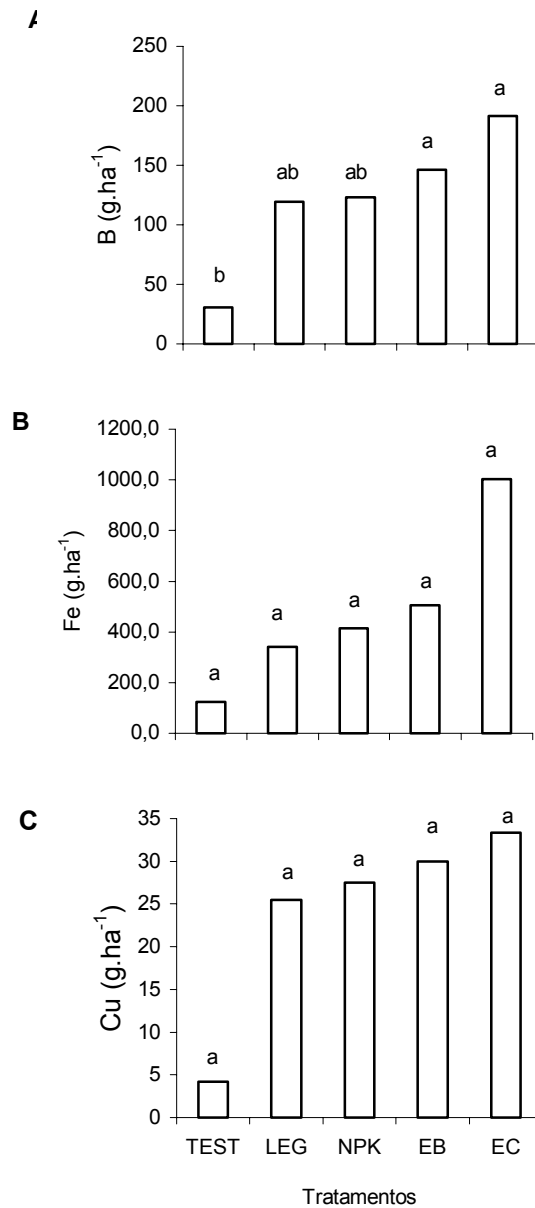 A
250
200
150
100
50
0
B (g.ha⁻¹)
b
ab
ab
a
a
B
1200,0
1000,0
800,0
600,0
400,0
200,0
0,0
Fe (g.ha⁻¹)
a
a
a
a
a
C
35
30
25
20
15
10
5
0
Cu (g.ha⁻¹)
a
a
a
a
a
TEST LEG NPK EB EC
Tratamentos